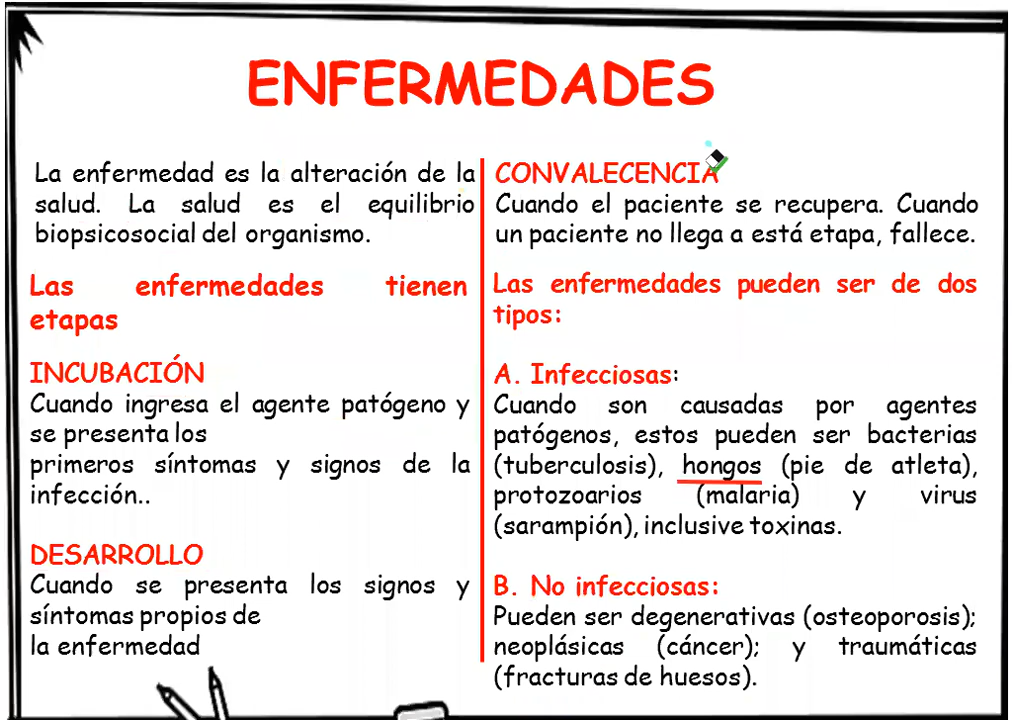 ENFERMEDADES
La enfermedad es la alteración de la
salud. La salud es el equilibrio
biopsicosocial del organismo.
Las enfermedades tienen
etapas
INCUBACIÓN
Cuando ingresa el agente patógeno y
se presenta los
primeros síntomas y signos de la
infección..
DESARROLLO
Cuando se presenta los signos y
síntomas propios de
la enfermedad
CONVALECENCIA
Cuando el paciente se recupera. Cuando
un paciente no llega a está etapa, fallece.
Las enfermedades pueden ser de dos
tipos:
A. Infecciosas:
Cuando son causadas por agentes
patógenos, estos pueden ser bacterias
(tuberculosis), hongos (pie de atleta),
protozoarios (malaria) y virus
(sarampión), inclusive toxinas.
B. No infecciosas:
Pueden ser degenerativas (osteoporosis);
neoplásicas (cáncer); y traumáticas
(fracturas de huesos).